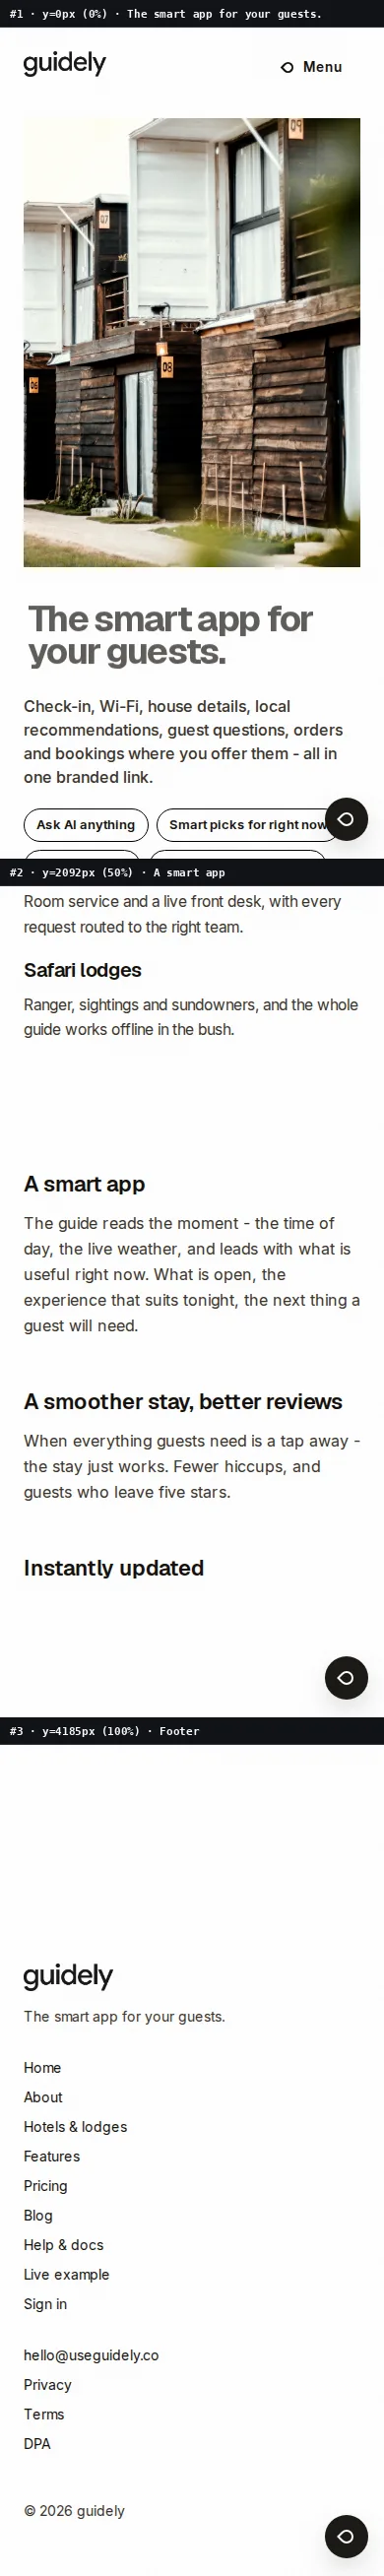 #1 · y=0px (0%) · The smart app for your guests.
guidely
Menu
09
07
08
06
The smart app for
your guests.
Check-in, Wi-Fi, house details, local
recommendations, guest questions, orders
and bookings where you offer them - all in
one branded link.
Ask AI anything
Smart picks for right now
#2 · y=2092px (50%) · A smart app
Room service and a live front desk, with every
request routed to the right team.
Safari lodges
Ranger, sightings and sundowners, and the whole
guide works offline in the bush.
A smart app
The guide reads the moment - the time of
day, the live weather, and leads with what is
useful right now. What is open, the
experience that suits tonight, the next thing a
guest will need.
A smoother stay, better reviews
When everything guests need is a tap away -
the stay just works. Fewer hiccups, and
guests who leave five stars.
Instantly updated
#3 · y=4185px (100%) · Footer
guidely
The smart app for your guests.
Home
About
Hotels & lodges
Features
Pricing
Blog
Help & docs
Live example
Sign in
hello@useguidely.co
Privacy
Terms
DPA
© 2026 guidely